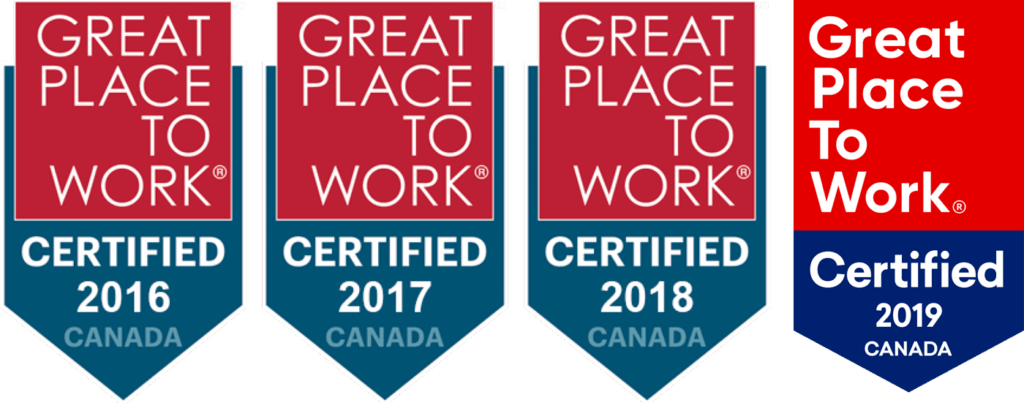 GREAT
PLACE
TO
WORK®
CERTIFIED
2016
CANADA
GREAT
PLACE
TO
WORK®
CERTIFIED
2017
CANADA
GREAT
PLACE
TO
WORK®
CERTIFIED
2018
CANADA
Great
Place
To
Work®
Certified
2019
CANADA